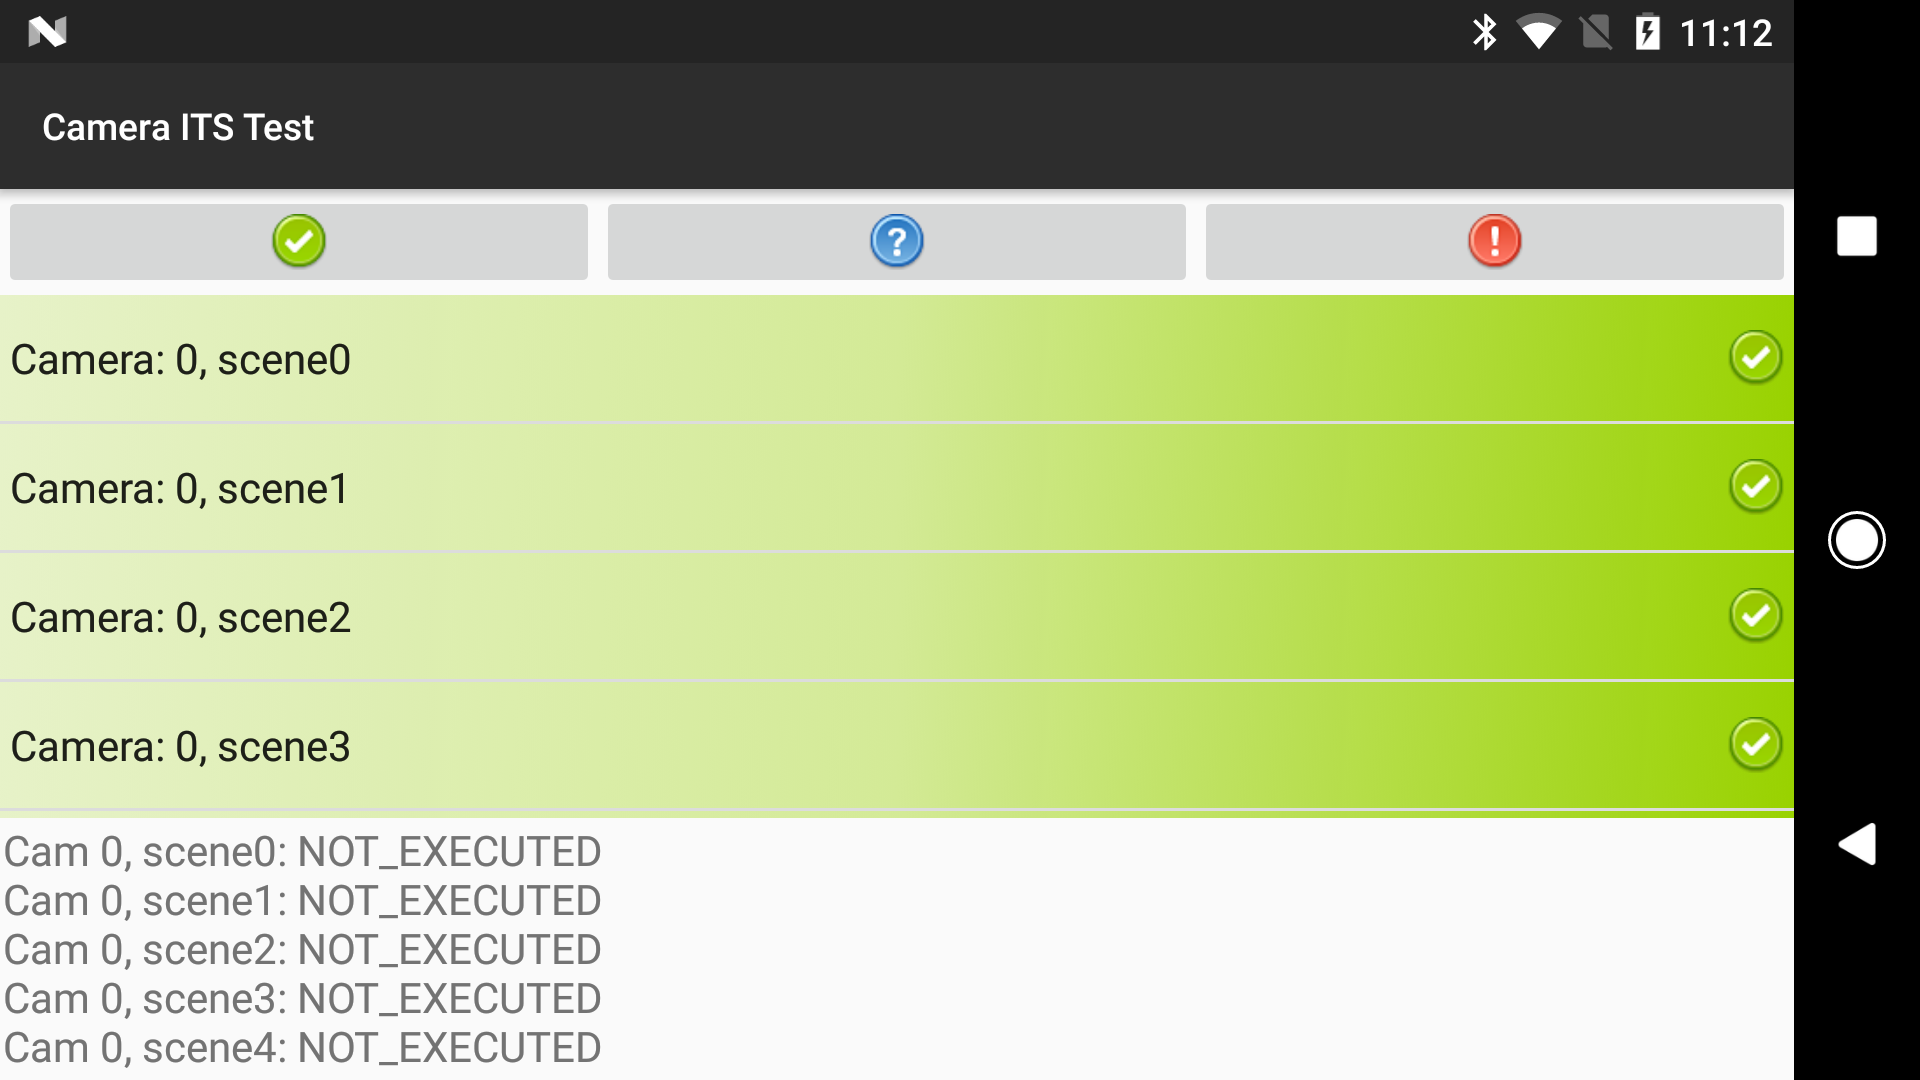 11:12
Camera ITS Test
Camera: 0, scene0
Camera: 0, scene1
Camera: 0, scene2
Camera: 0, scene3
Cam 0, scene0: NOT_EXECUTED
Cam 0, scene1: NOT_EXECUTED
Cam 0, scene2: NOT_EXECUTED
Cam 0, scene3: NOT_EXECUTED
Cam 0, scene4: NOT_EXECUTED